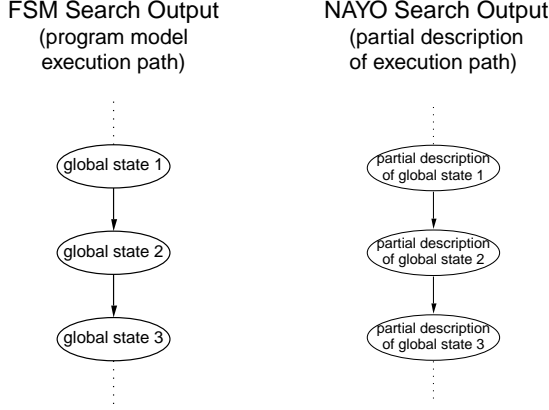 FSM Search Output
(program model
execution path)
global state 1
global state 2
global state 3
NAYO Search Output
(partial description
of execution path)
partial description
of global state 1
partial description
of global state 2
partial description
of global state 3